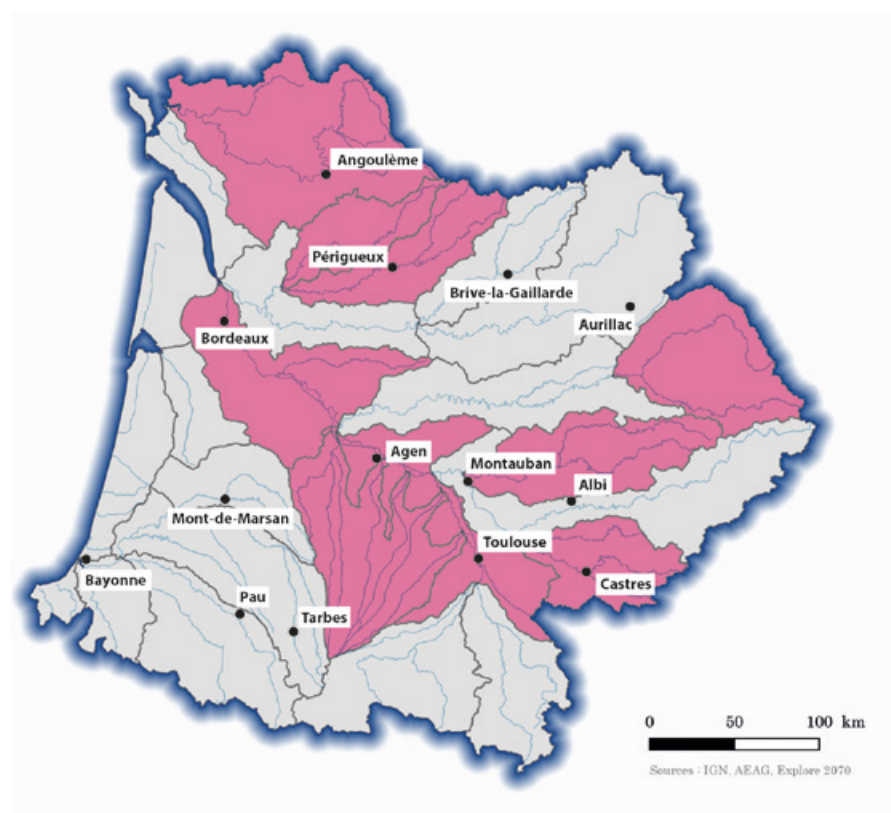 Angoulème
Périgueux
Brive-la-Gaillarde
Aurillac
Bordeaux
Agen
Montauban
Albi
Mont-de-Marsan
Toulouse
Castres
Bayonne
Pau
Tarbes
0 50 100 km
Sources : IGN, AEAG, Explore 2070